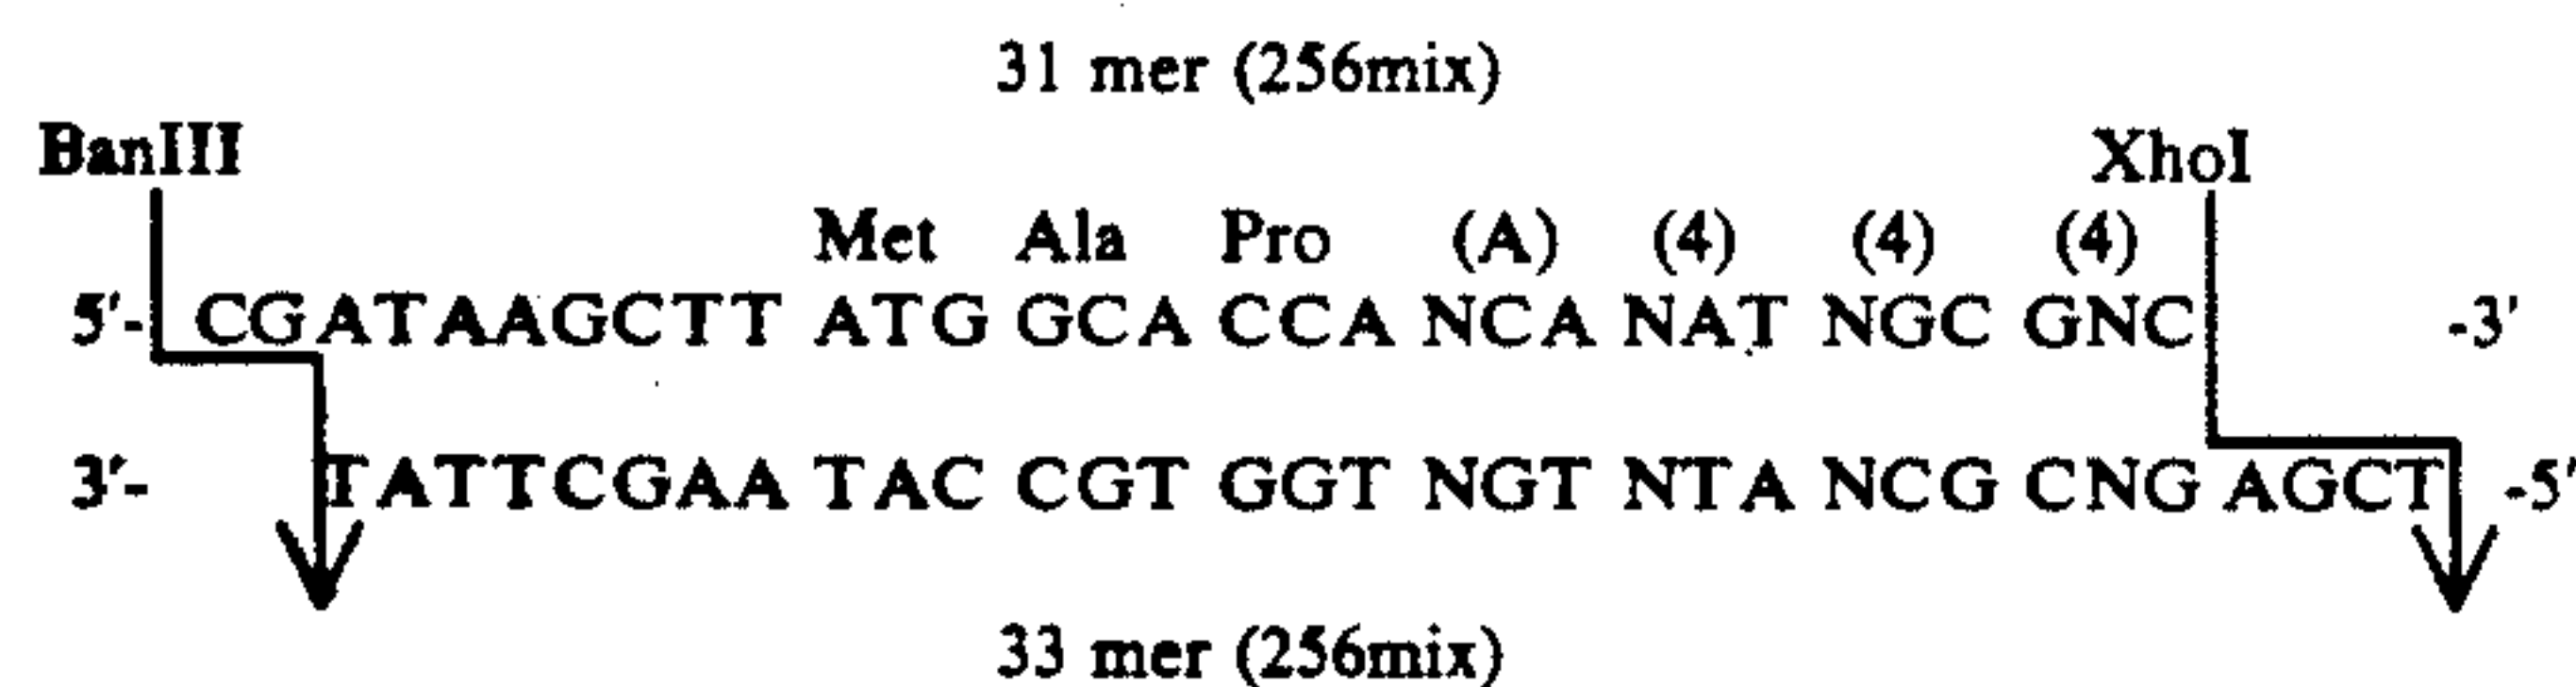 31 mer (256mix)
BanIII XhoI
Met Ala Pro (A) (4) (4) (4)
5'- CGATAAGCTT ATG GCA CCA NCA NAT NGC GNC -3'
3'- TATTCGAA TAC CGT GGT NGT NTA NCG CNG AGCT -5'
33 mer (256mix)